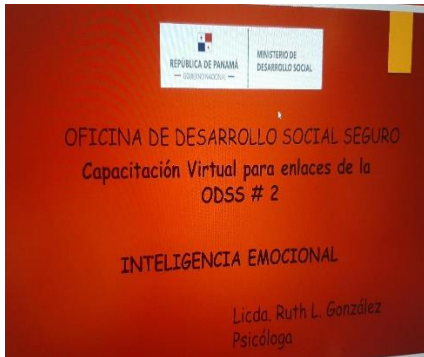 REPÚBLICA DE PANAMÁ
— GOBIERNO NACIONAL —
MINISTERIO DE
DESARROLLO SOCIAL
OFICINA DE DESARROLLO SOCIAL SEGURO
Capacitación Virtual para enlaces de la
ODSS # 2
INTELIGENCIA EMOCIONAL
Licda. Ruth L. González
Psicóloga